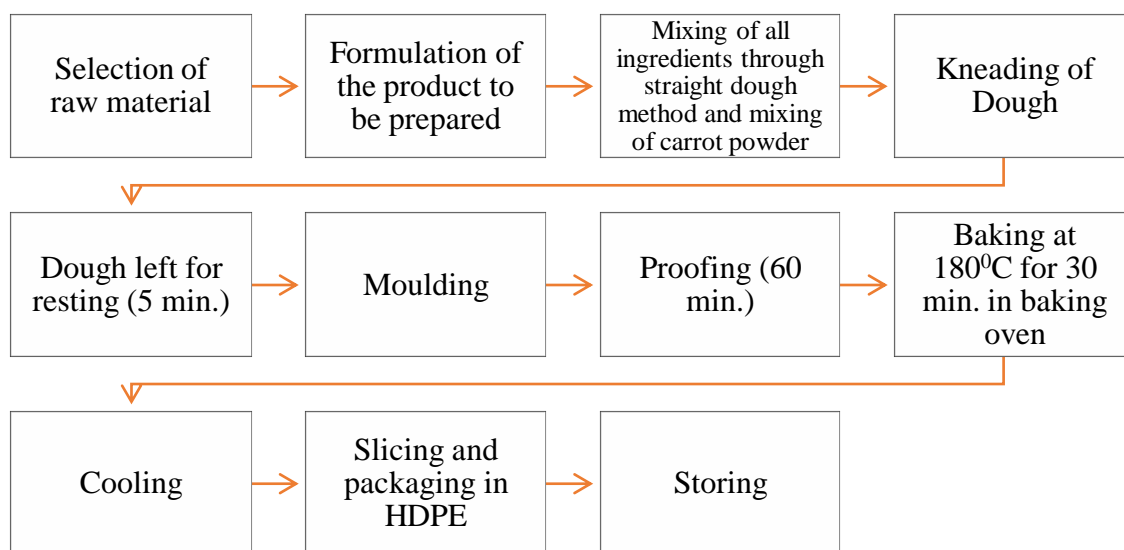 Selection of
raw material
Formulation of
the product to
be prepared
Mixing of all
ingredients through
straight dough
method and mixing
of carrot powder
Kneading of
Dough
Dough left for
resting (5 min.)
Moulding
Proofing (60
min.)
Baking at
180⁰C for 30
min. in baking
oven
Cooling
Slicing and
packaging in
HDPE
Storing